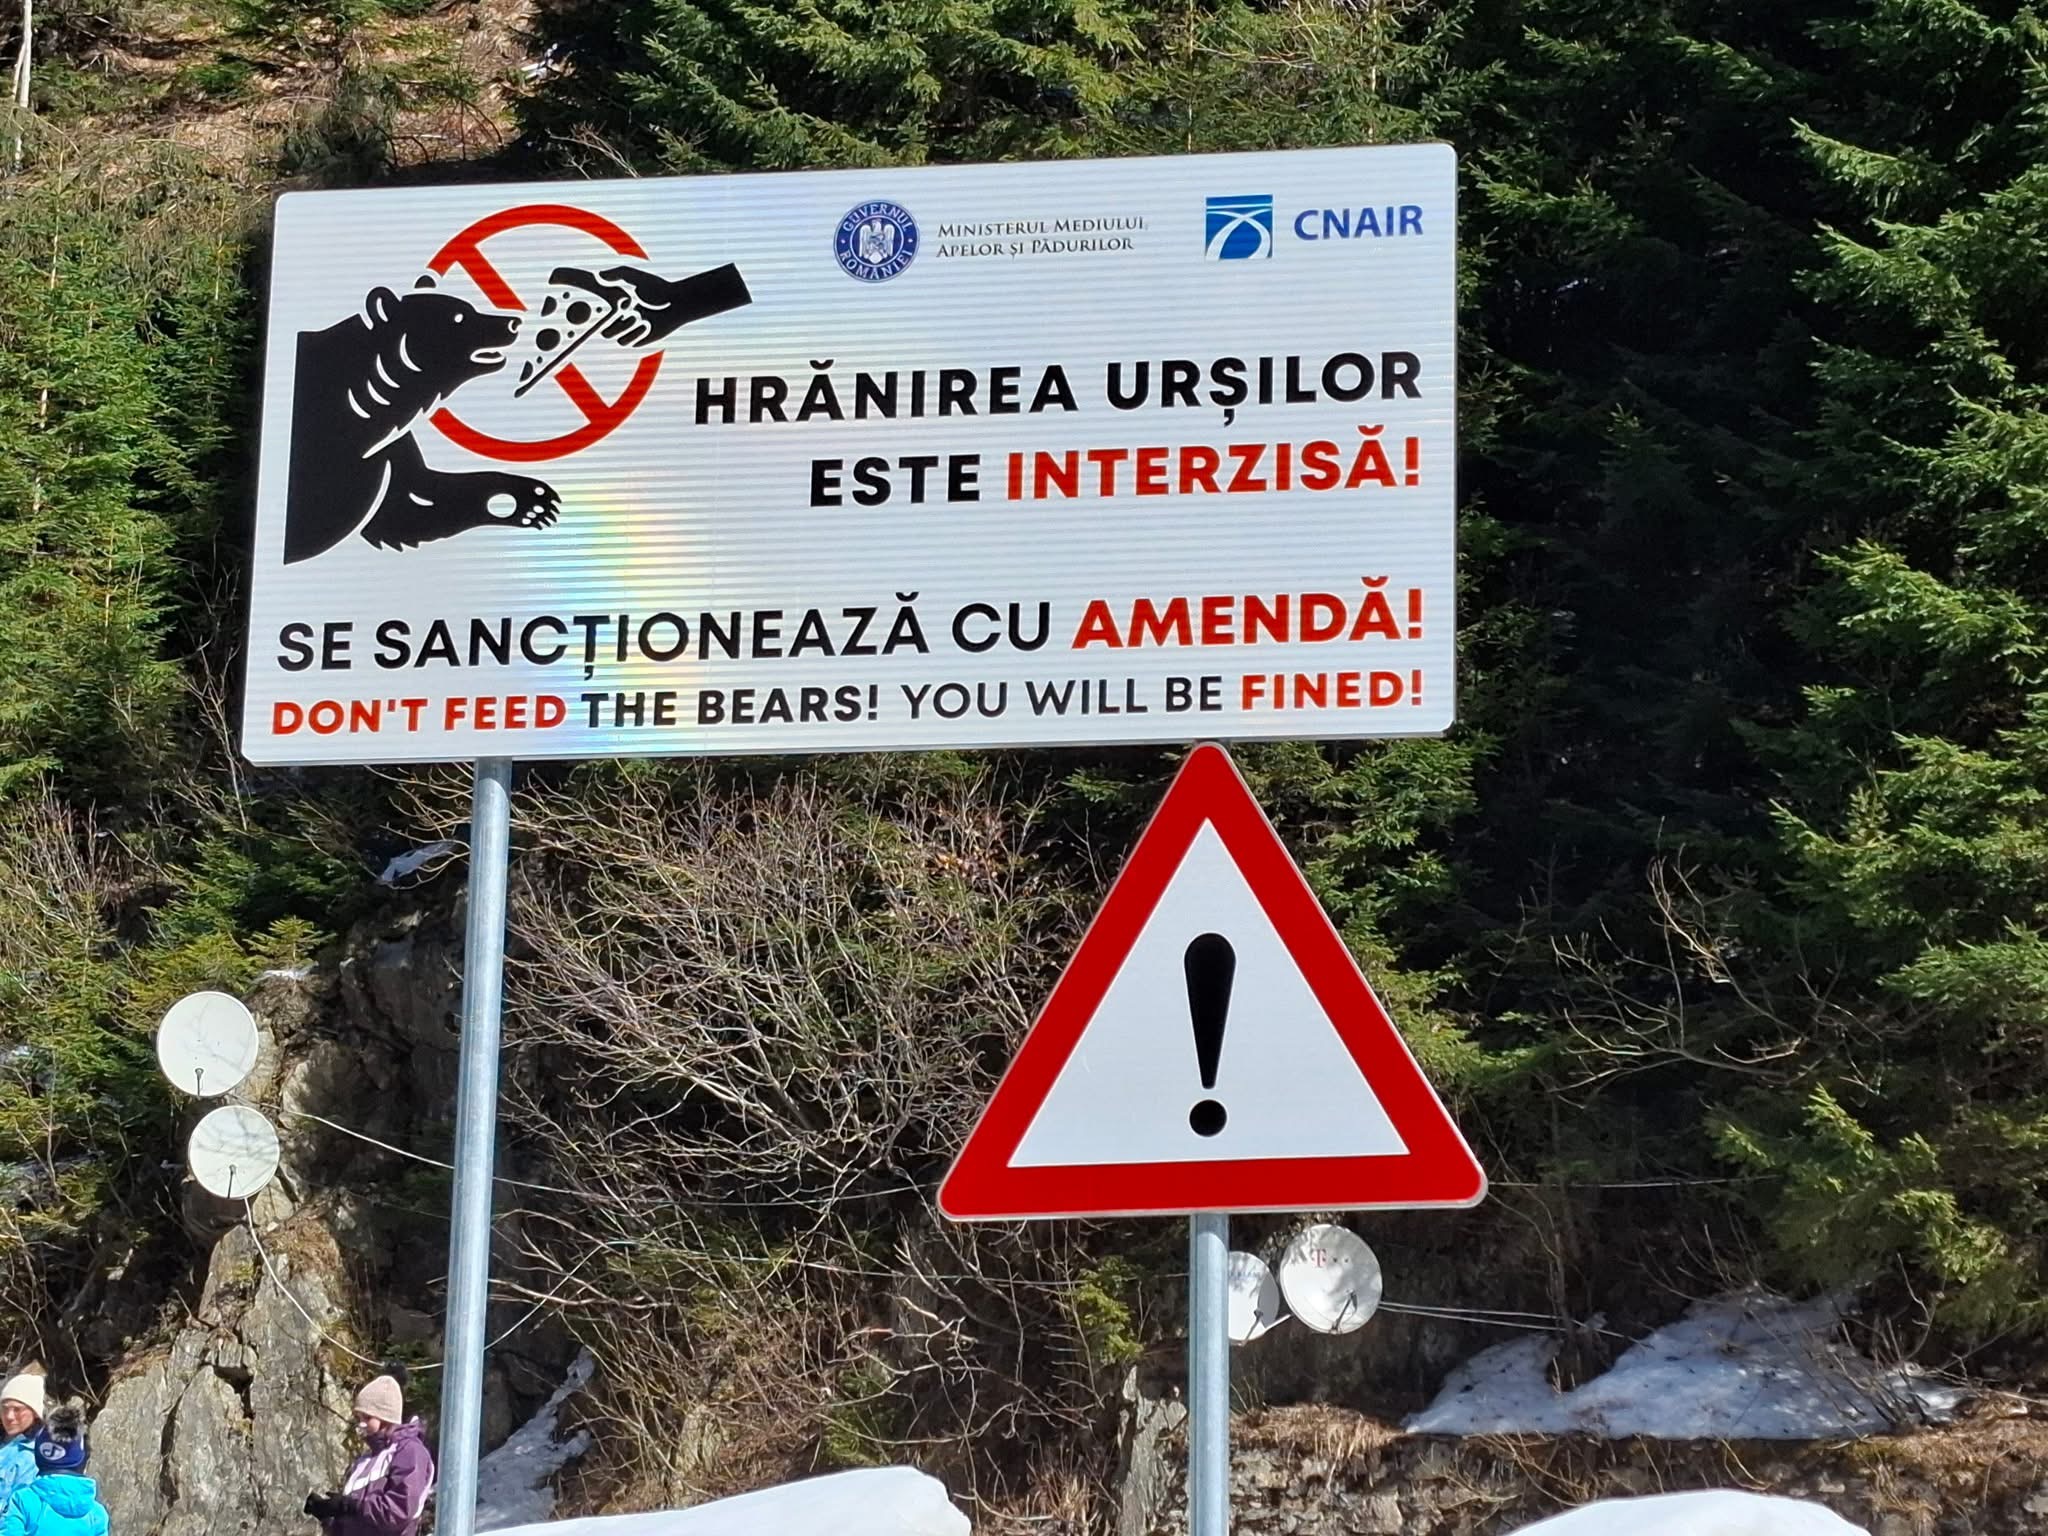 GUVERNUL ROMÂNIEI
MINISTERUL MEDIULUI,
APELOR ȘI PĂDURILOR
CNAIR
HRĂNIREA URȘILOR
ESTE INTERZISĂ!
SE SANCȚIONEAZĂ CU AMENDĂ!
DON'T FEED THE BEARS! YOU WILL BE FINED!
!
T